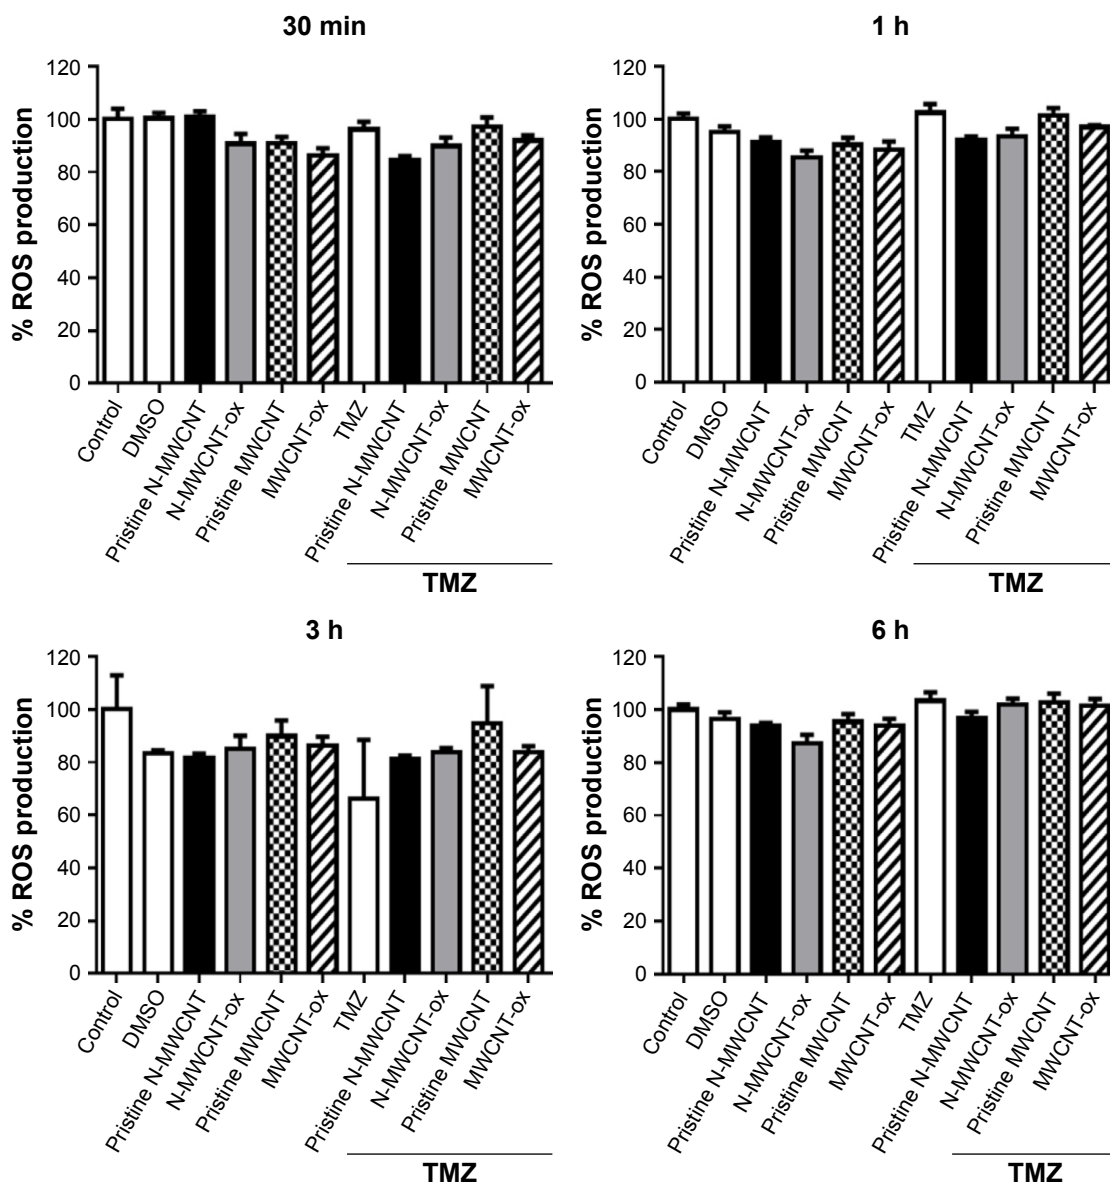 30 min
% ROS production
120
100
80
60
40
20
0
Control
DMSO
Pristine N-MWCNT
N-MWCNT-ox
Pristine MWCNT
MWCNT-ox
TMZ
Pristine N-MWCNT
N-MWCNT-ox
Pristine MWCNT
MWCNT-ox
TMZ
1 h
% ROS production
120
100
80
60
40
20
0
Control
DMSO
Pristine N-MWCNT
N-MWCNT-ox
Pristine MWCNT
MWCNT-ox
TMZ
Pristine N-MWCNT
N-MWCNT-ox
Pristine MWCNT
MWCNT-ox
TMZ
3 h
% ROS production
120
100
80
60
40
20
0
Control
DMSO
Pristine N-MWCNT
N-MWCNT-ox
Pristine MWCNT
MWCNT-ox
TMZ
Pristine N-MWCNT
N-MWCNT-ox
Pristine MWCNT
MWCNT-ox
TMZ
6 h
% ROS production
120
100
80
60
40
20
0
Control
DMSO
Pristine N-MWCNT
N-MWCNT-ox
Pristine MWCNT
MWCNT-ox
TMZ
Pristine N-MWCNT
N-MWCNT-ox
Pristine MWCNT
MWCNT-ox
TMZ